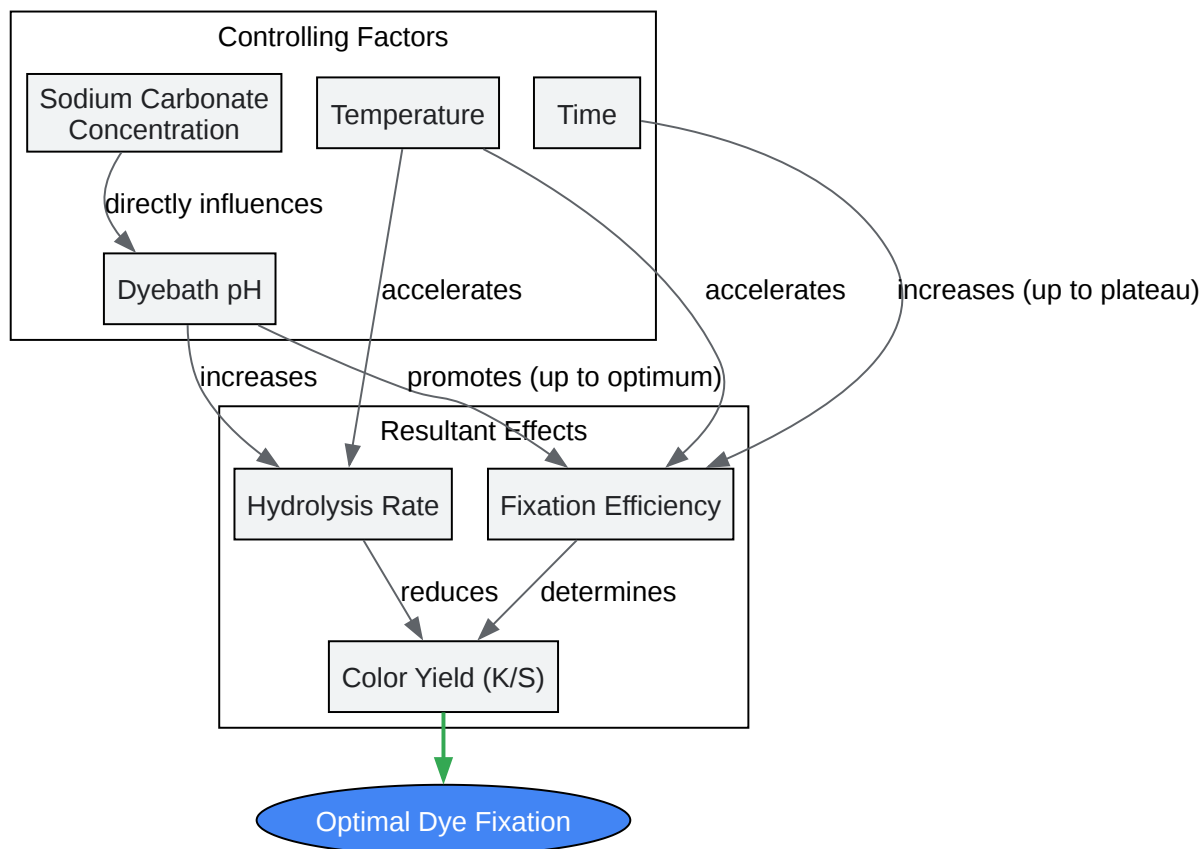 Controlling Factors
Sodium Carbonate
Concentration
Temperature
Time
directly influences
Dyebath pH
accelerates
accelerates
increases (up to plateau)
increases
promotes (up to optimum)
Resultant Effects
Hydrolysis Rate
Fixation Efficiency
reduces
determines
Color Yield (K/S)
Optimal Dye Fixation